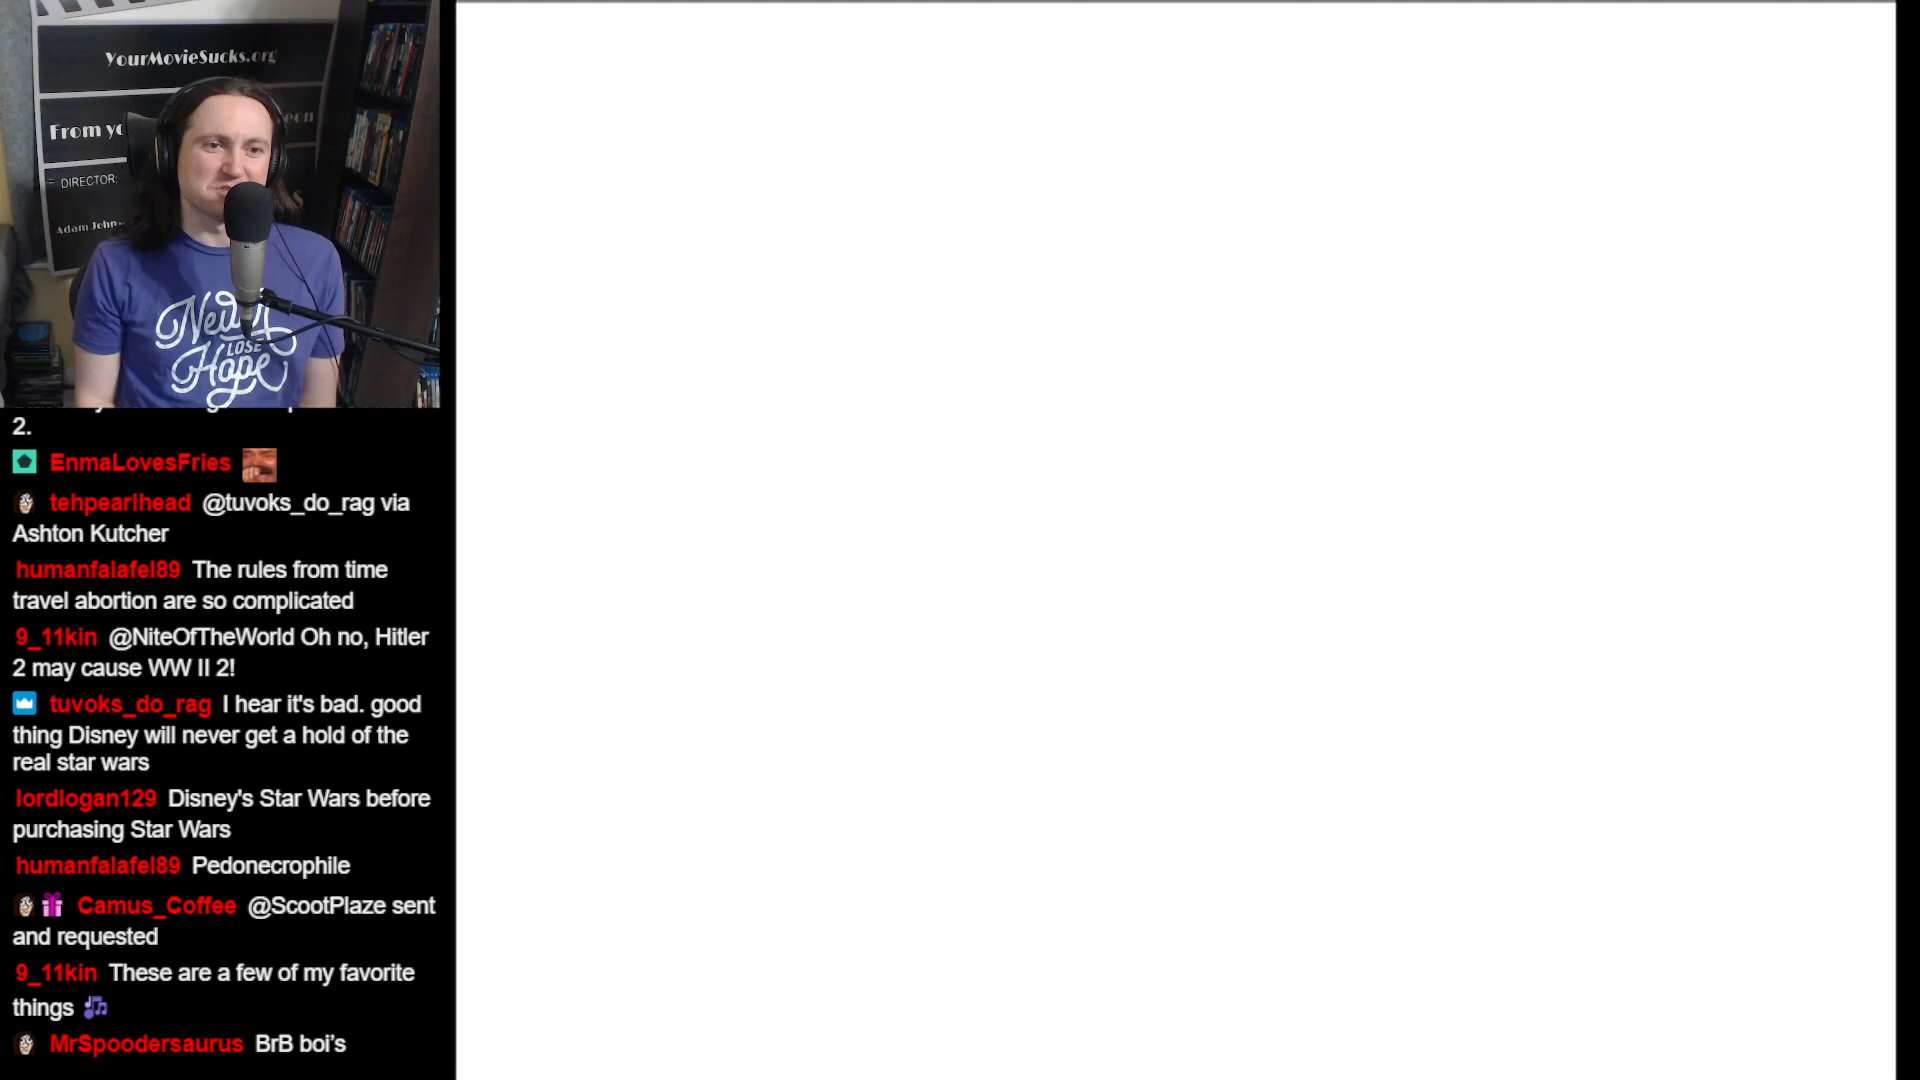 YourMovieSucks.org
From yo
eon
DIRECTOR:
Adam John
Never
LOSE
Hope
2.
EnmaLovesFries
tehpearlhead @tuvoks_do_rag via
Ashton Kutcher
humanfalafel89 The rules from time
travel abortion are so complicated
9_11kin @NiteOfTheWorld Oh no, Hitler
2 may cause WW II 2!
tuvoks_do_rag I hear it's bad. good
thing Disney will never get a hold of the
real star wars
lordlogan129 Disney's Star Wars before
purchasing Star Wars
humanfalafel89 Pedonecrophile
Camus_Coffee @ScootPlaze sent
and requested
9_11kin These are a few of my favorite
things
MrSpoodersaurus BrB boi's